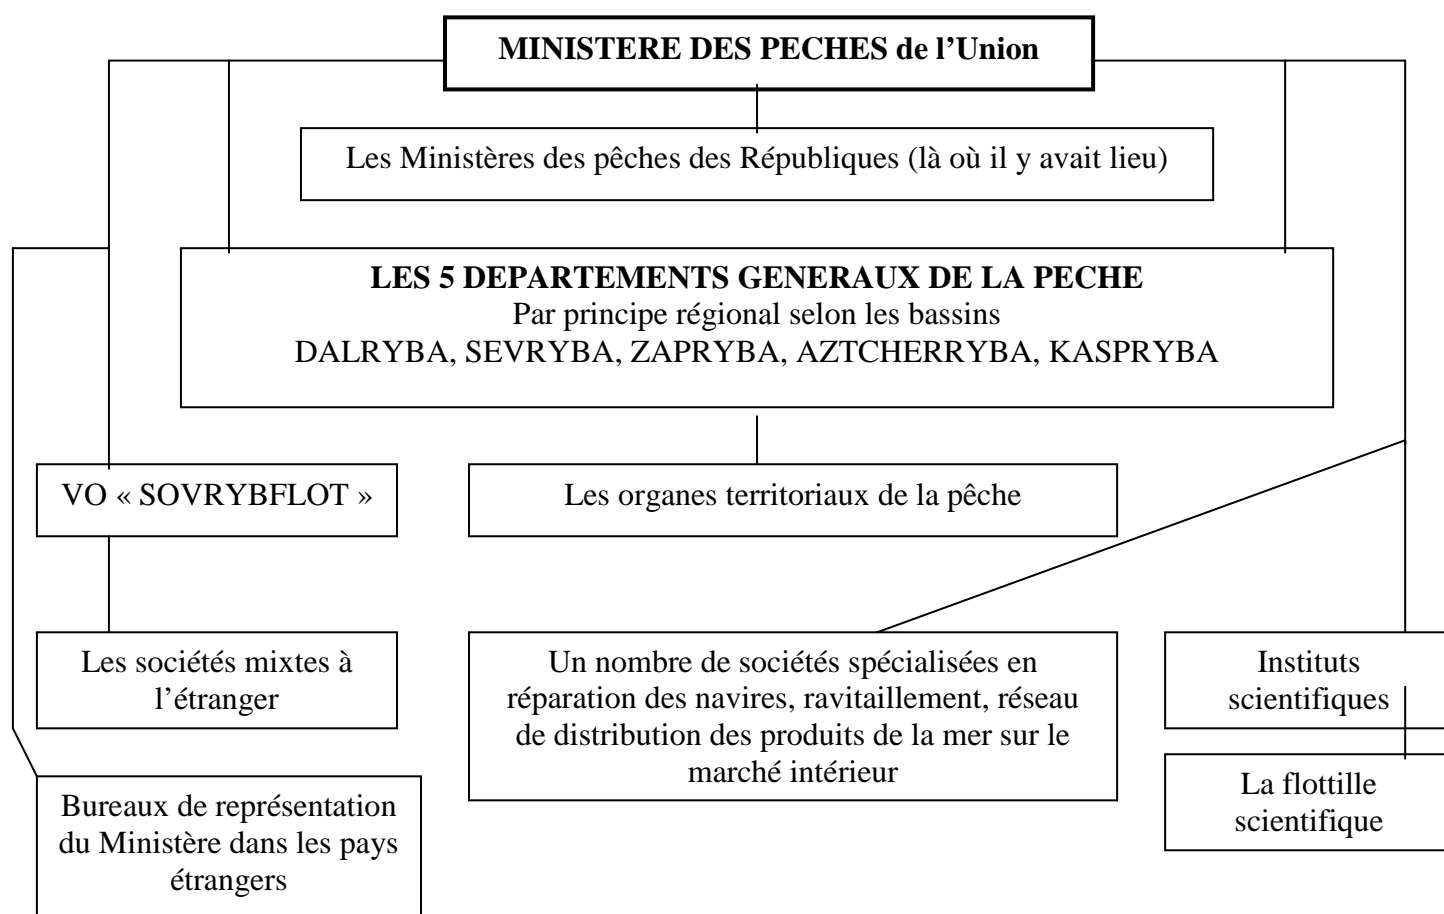 MINISTERE DES PECHES de l’Union
Les Ministères des pêches des Républiques (là où il y avait lieu)
LES 5 DEPARTEMENTS GENERAUX DE LA PECHE
Par principe régional selon les bassins
DALRYBA, SEVRYBA, ZAPRYBA, AZTCHERRYBA, KASPRYBA
VO « SOVRYBFLOT »
Les organes territoriaux de la pêche
Les sociétés mixtes à
l’étranger
Un nombre de sociétés spécialisées en
réparation des navires, ravitaillement, réseau
de distribution des produits de la mer sur le
marché intérieur
Instituts
scientifiques
Bureaux de représentation
du Ministère dans les pays
étrangers
La flottille
scientifique